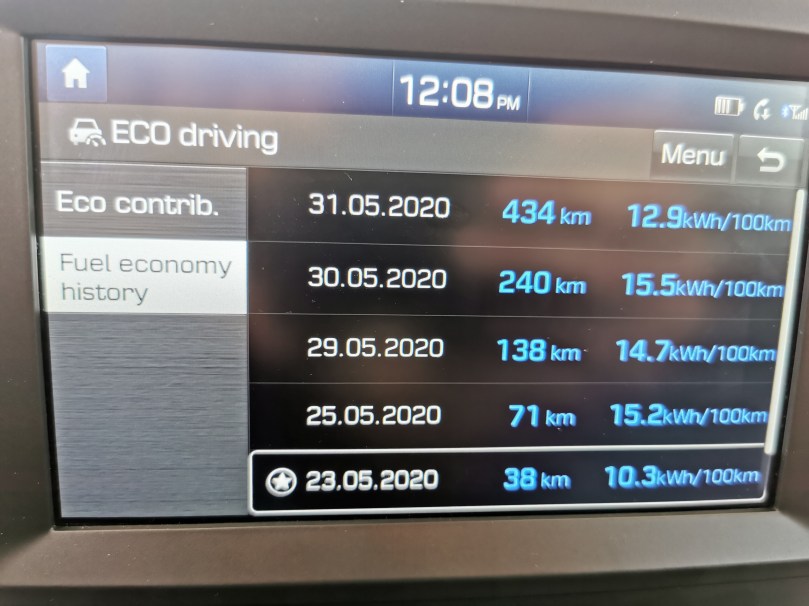 12:08 PM
ECO driving
Menu
Eco contrib.
Fuel economy
history
31.05.2020 434 km 12.9kWh/100km
30.05.2020 240 km 15.5kWh/100km
29.05.2020 138 km 14.7kWh/100km
25.05.2020 71 km 15.2kWh/100km
23.05.2020 38 km 10.3kWh/100km